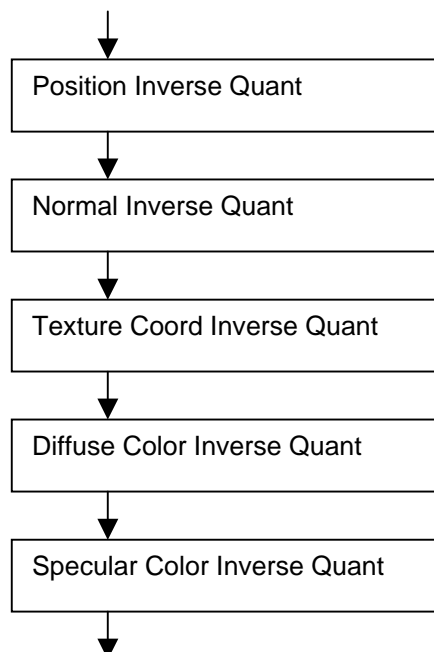 Position Inverse Quant
Normal Inverse Quant
Texture Coord Inverse Quant
Diffuse Color Inverse Quant
Specular Color Inverse Quant